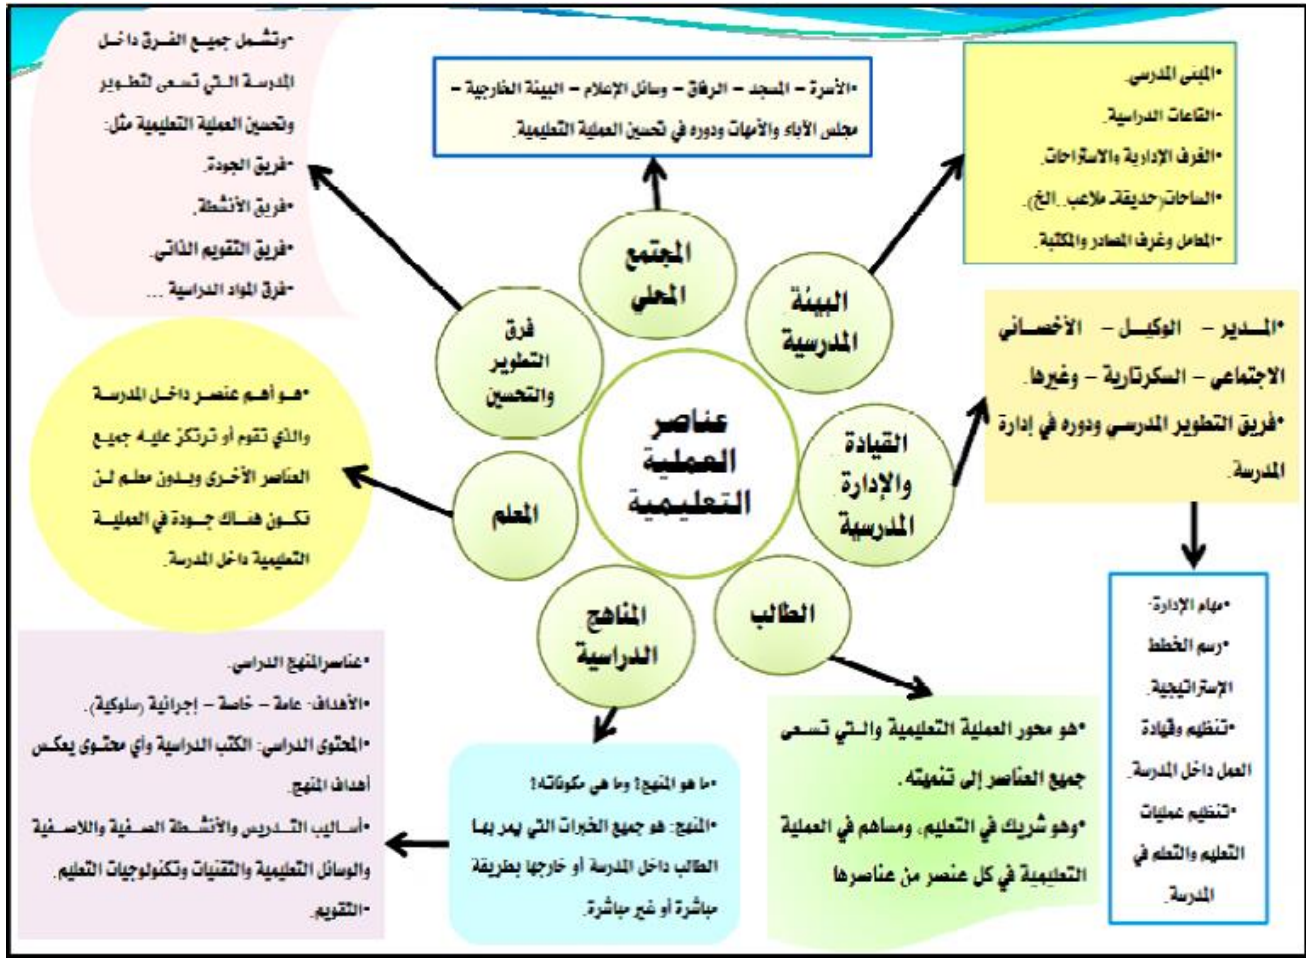 عناصر
العملية
التعليمية
المجتمع
المحلي
•الأسرة – المسجد – الرفاق – وسائل الإعلام – البيئة الخارجية –
مجلس الآباء والأمهات ودوره في تحسين العملية التعليمية.
البيئة
المدرسية
•المبنى المدرسي.
•القاعات الدراسية.
•الغرف الإدارية والاستراحات.
•الساحات(حديقة، ملاعب..الخ).
•المعامل وغرف المصادر والمكتبة.
القيادة
والإدارة
المدرسية
•المدير – الوكيل – الأخصائي
الاجتماعي – السكرتارية – وغيرها.
•فريق التطوير المدرسي ودوره في إدارة
المدرسة.
•مهام الإدارة:
•رسم الخطط
الإستراتيجية.
•تنظيم وقيادة
العمل داخل المدرسة.
•تنظيم عمليات
التعليم والتعلم في
المدرسة.
الطالب
•هو محور العملية التعليمية والتي تسعى
جميع العناصر إلى تنميته.
•وهو شريك في التعليم، ومساهم في العملية
التعليمية في كل عنصر من عناصرها
المناهج
الدراسية
•ما هو المنهج؟ وما هي مكوناته؟
•المنهج: هو جميع الخبرات التي يمر بها
الطالب داخل المدرسة أو خارجها بطريقة
مباشرة أو غير مباشرة.
•عناصرالمنهج الدراسي.
•الأهداف: عامة – خاصة – إجرائية (سلوكية).
•المحتوى الدراسي: الكتب الدراسية وأي محتوى يعكس
أهداف المنهج.
•أساليب التدريس والأنشطة الصفية واللاصفية
والوسائل التعليمية والتقنيات وتكنولوجيات التعليم.
•التقويم.
المعلم
•هو أهم عنصر داخل المدرسة
والذي تقوم أو ترتكز عليه جميع
العناصر الأخرى وبدون معلم لن
تكون هناك جودة في العملية
التعليمية داخل المدرسة.
فرق
التطوير
والتحسين
•وتشمل جميع الفرق داخل
المدرسة التي تسعى لتطوير
وتحسين العملية التعليمية مثل:
•فريق الجودة.
•فريق الأنشطة.
•فريق التقويم الذاتي.
•فرق المواد الدراسية ...